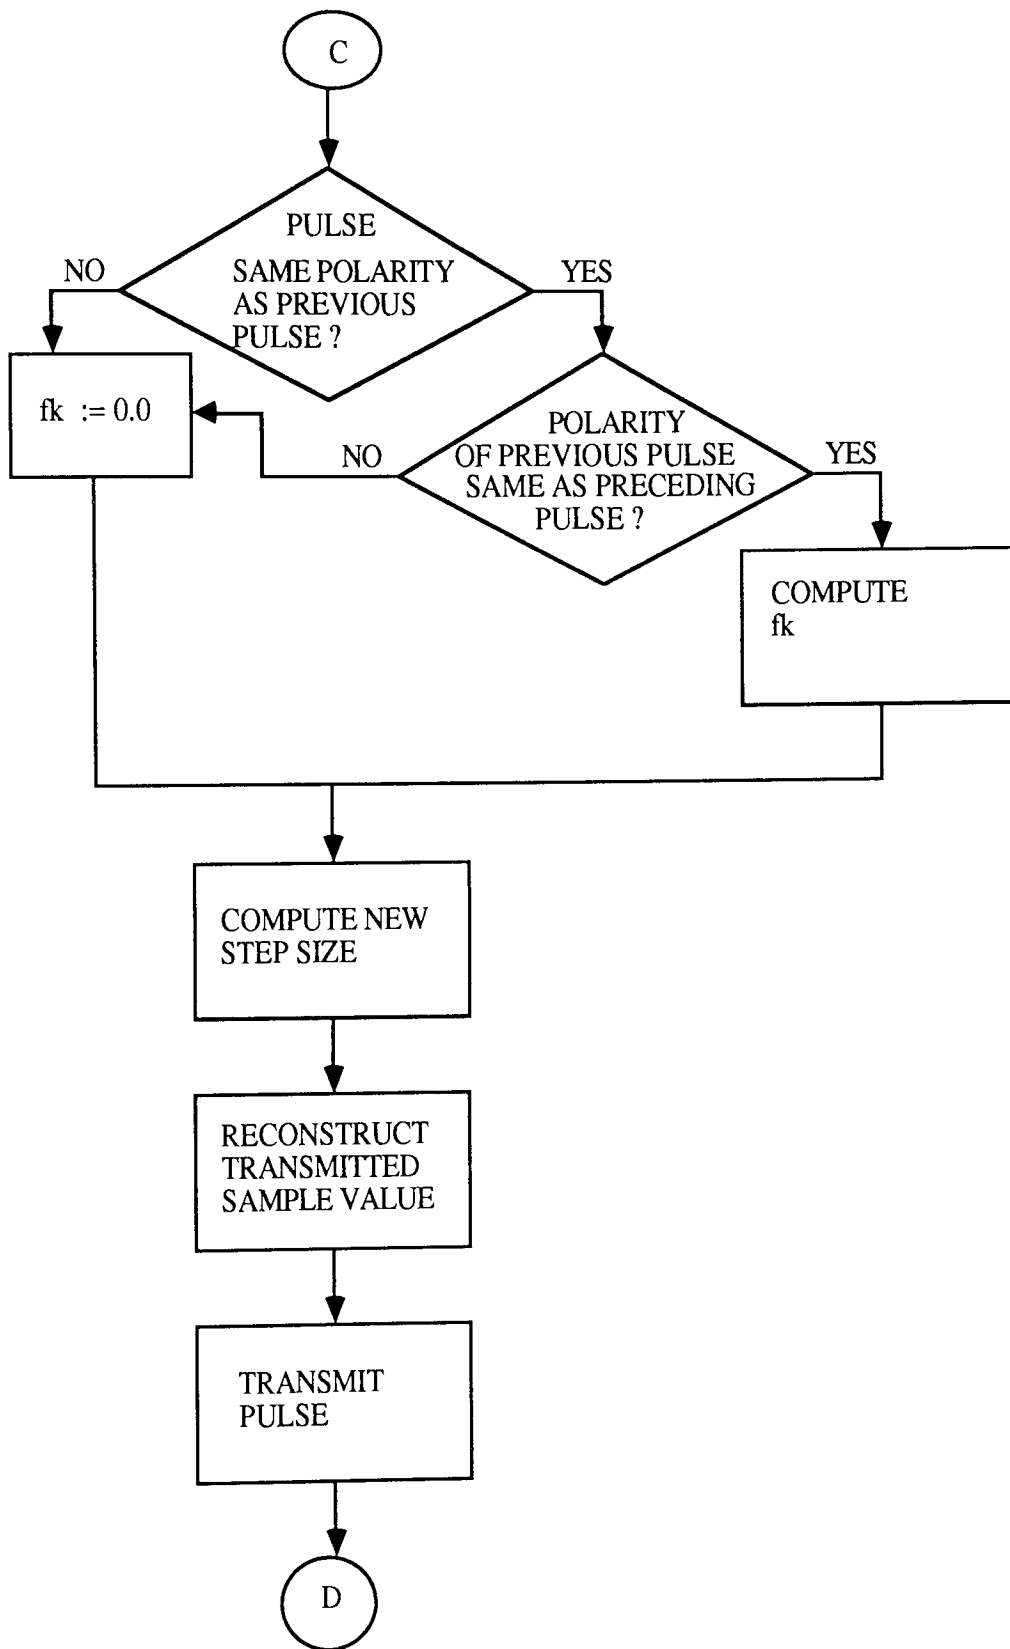 C
PULSE
SAME POLARITY
AS PREVIOUS
PULSE ?
NO
YES
fk := 0.0
POLARITY
OF PREVIOUS PULSE
SAME AS PRECEDING
PULSE ?
NO
YES
COMPUTE
fk
COMPUTE NEW
STEP SIZE
RECONSTRUCT
TRANSMITTED
SAMPLE VALUE
TRANSMIT
PULSE
D